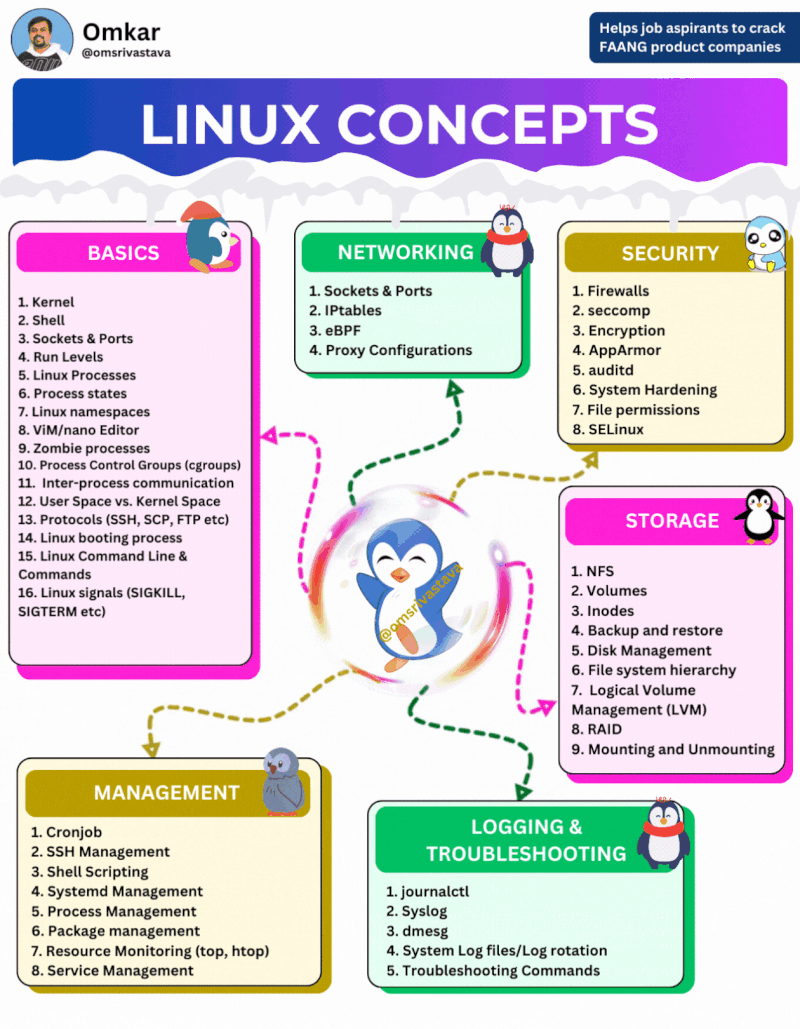 Omkar
@omsrivastava
Helps job aspirants to crack
FAANG product companies
LINUX CONCEPTS
BASICS
1. Kernel
2. Shell
3. Sockets & Ports
4. Run Levels
5. Linux Processes
6. Process states
7. Linux namespaces
8. ViM/nano Editor
9. Zombie processes
10. Process Control Groups (cgroups)
11. Inter-process communication
12. User Space vs. Kernel Space
13. Protocols (SSH, SCP, FTP etc)
14. Linux booting process
15. Linux Command Line &
Commands
16. Linux signals (SIGKILL,
SIGTERM etc)
NETWORKING
1. Sockets & Ports
2. IPtables
3. eBPF
4. Proxy Configurations
SECURITY
1. Firewalls
2. seccomp
3. Encryption
4. AppArmor
5. auditd
6. System Hardening
7. File permissions
8. SELinux
@omsrivastava
STORAGE
1. NFS
2. Volumes
3. Inodes
4. Backup and restore
5. Disk Management
6. File system hierarchy
7. Logical Volume
Management (LVM)
8. RAID
9. Mounting and Unmounting
MANAGEMENT
1. Cronjob
2. SSH Management
3. Shell Scripting
4. Systemd Management
5. Process Management
6. Package management
7. Resource Monitoring (top, htop)
8. Service Management
LOGGING &
TROUBLESHOOTING
1. journalctl
2. Syslog
3. dmesg
4. System Log files/Log rotation
5. Troubleshooting Commands